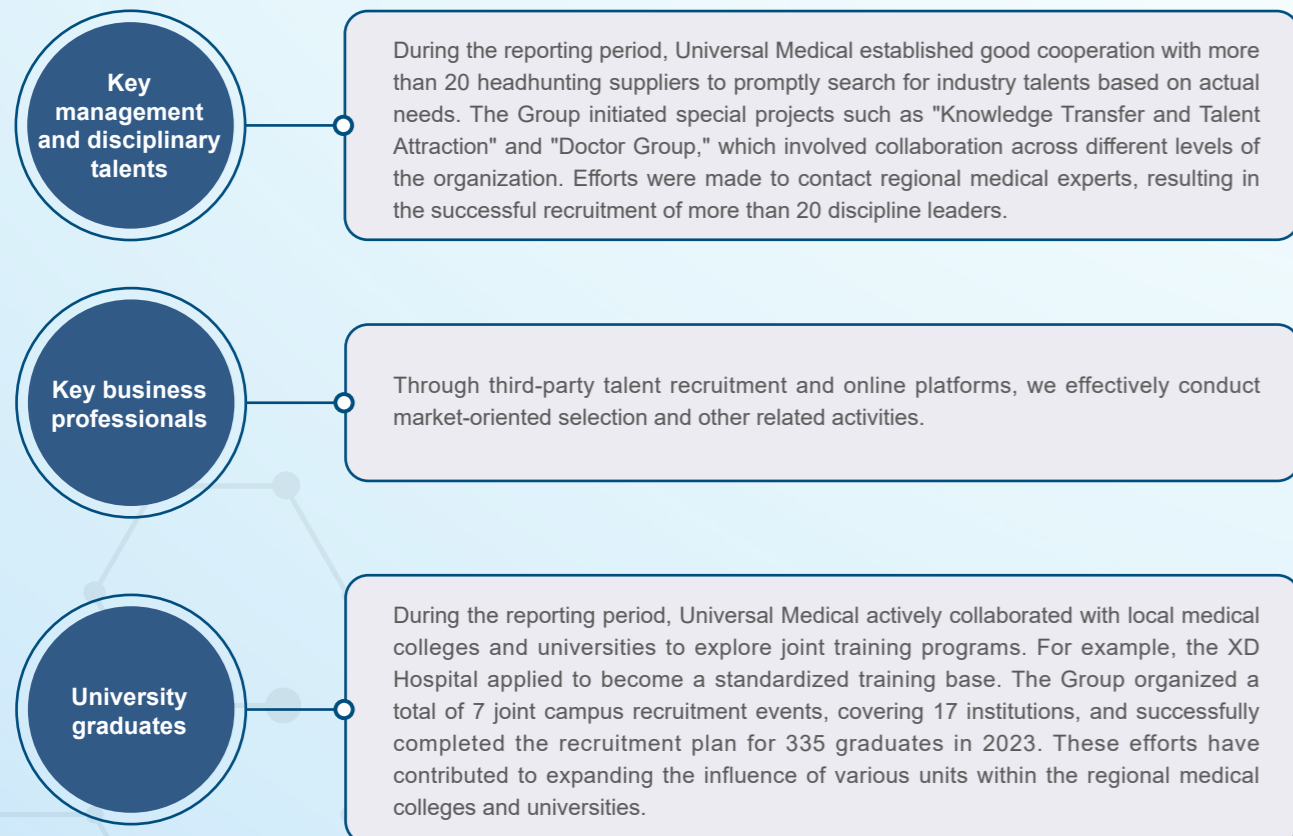 Key
management
and disciplinary
talents
During the reporting period, Universal Medical established good cooperation with more
than 20 headhunting suppliers to promptly search for industry talents based on actual
needs. The Group initiated special projects such as "Knowledge Transfer and Talent
Attraction" and "Doctor Group," which involved collaboration across different levels of
the organization. Efforts were made to contact regional medical experts, resulting in
the successful recruitment of more than 20 discipline leaders.
Key business
professionals
Through third-party talent recruitment and online platforms, we effectively conduct
market-oriented selection and other related activities.
University
graduates
During the reporting period, Universal Medical actively collaborated with local medical
colleges and universities to explore joint training programs. For example, the XD
Hospital applied to become a standardized training base. The Group organized a
total of 7 joint campus recruitment events, covering 17 institutions, and successfully
completed the recruitment plan for 335 graduates in 2023. These efforts have
contributed to expanding the influence of various units within the regional medical
colleges and universities.